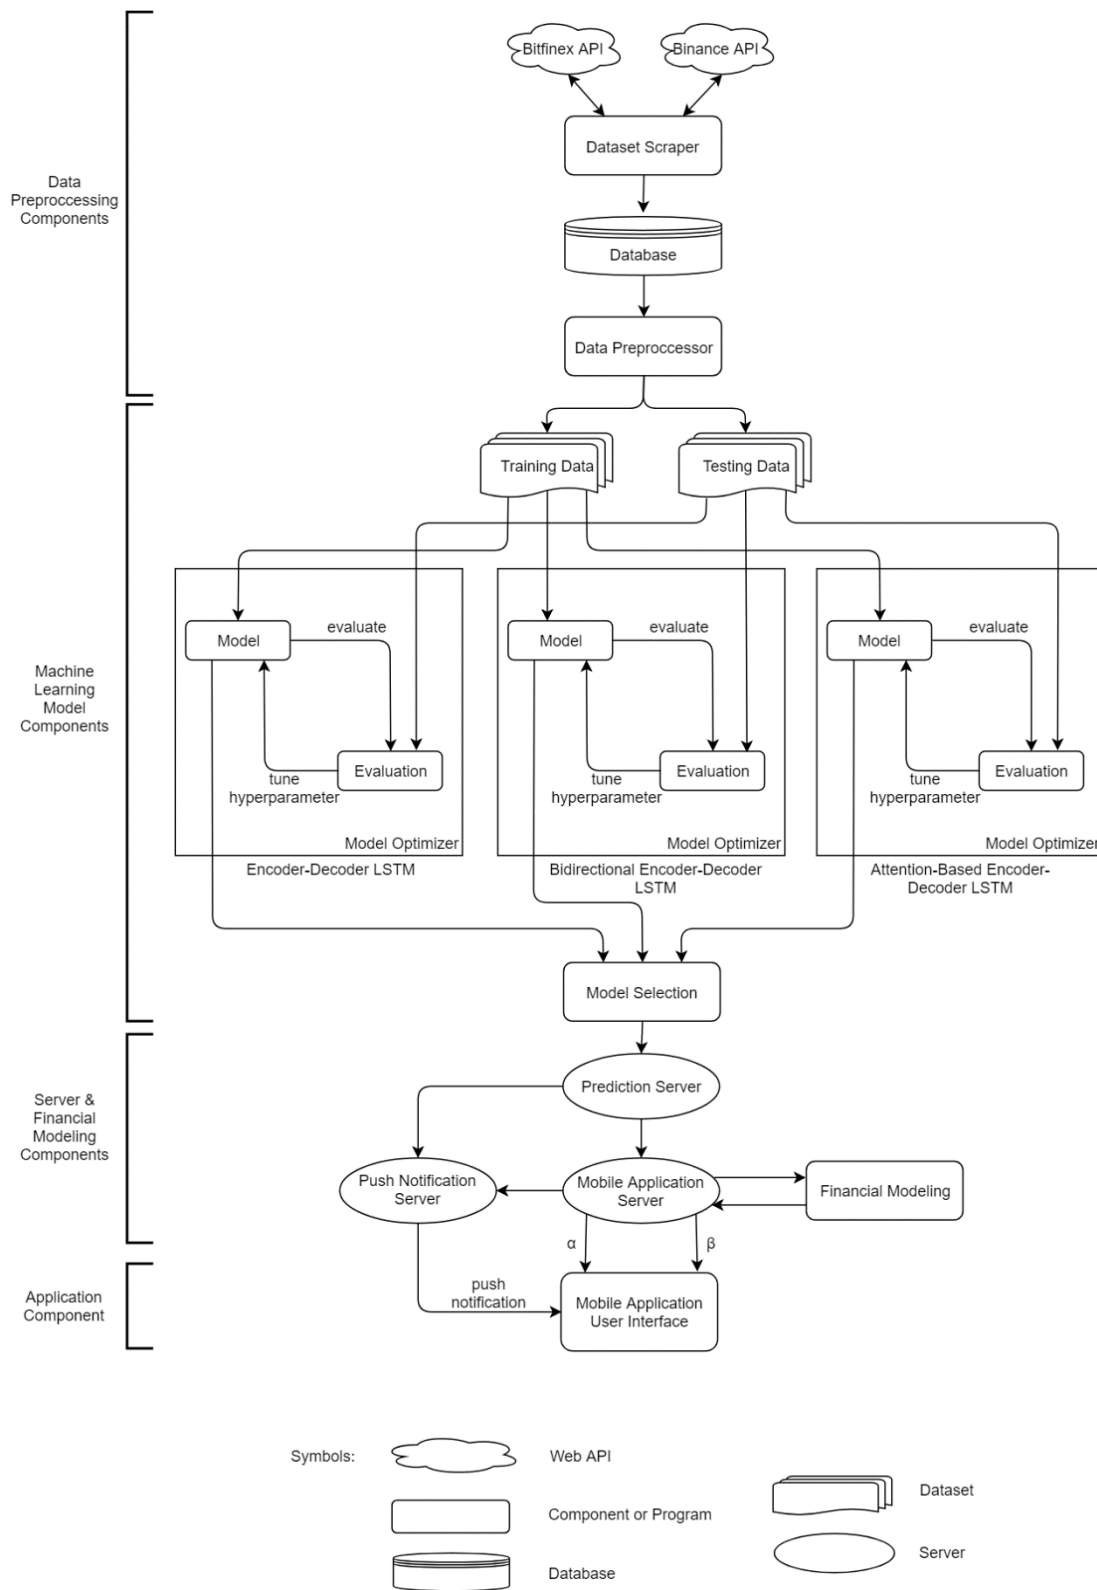 Bitfinex API
Binance API
Dataset Scraper
Data
Preproccessing
Components
Database
Data Preproccessor
Training Data
Testing Data
Machine
Learning
Model
Components
Model
evaluate
Evaluation
tune
hyperparameter
Model Optimizer
Encoder-Decoder LSTM
Model
evaluate
Evaluation
tune
hyperparameter
Model Optimizer
Bidirectional Encoder-Decoder
LSTM
Model
evaluate
Evaluation
tune
hyperparameter
Model Optimizer
Attention-Based Encoder-
Decoder LSTM
Model Selection
Server &
Financial
Modeling
Components
Prediction Server
Push Notification
Server
Mobile Application
Server
Financial Modeling
α
β
Application
Component
push
notification
Mobile Application
User Interface
Symbols:
Web API
Component or Program
Database
Dataset
Server